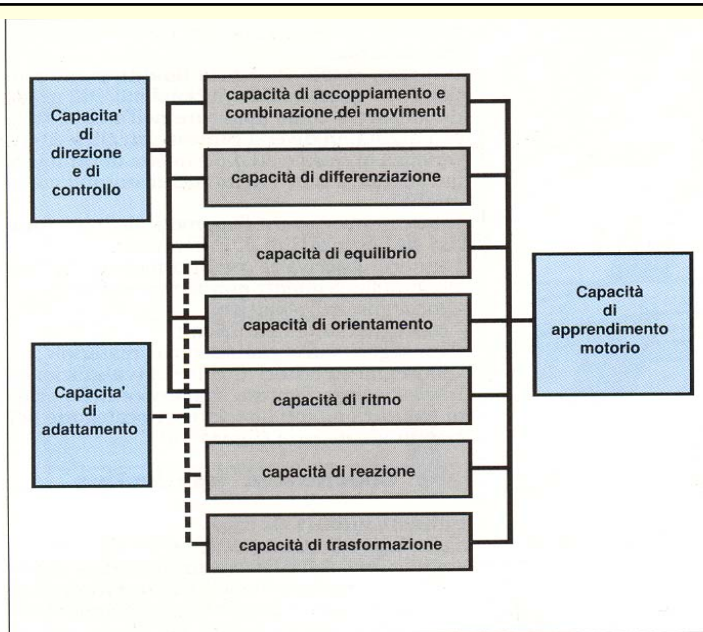 Capacita'
di
direzione
e di
controllo
capacità di accoppiamento e
combinazione.dei movimenti
capacità di differenziazione
capacità di equilibrio
capacità di orientamento
capacità di ritmo
capacità di reazione
capacità di trasformazione
Capacita'
di
adattamento
Capacità
di
apprendimento
motorio